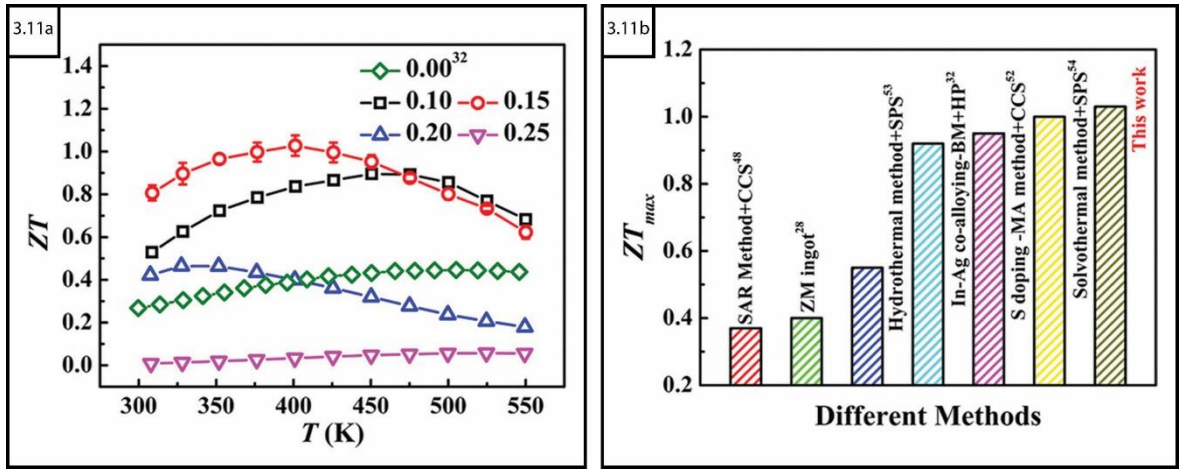 3.11a
1.4
1.2
1.0
0.8
0.6
0.4
0.2
0.0
ZT
0.00³²
0.10 0.15
0.20 0.25
300 350 400 450 500 550
T (K)
3.11b
1.2
1.0
0.8
0.6
0.4
0.2
ZTmax
SAR Method+CCS⁴⁸
ZM ingot²⁸
Hydrothermal method+SPS⁵³
In-Ag co-alloying-BM+HP³²
S doping -MA method+CCS⁵²
Solvothermal method+SPS⁵⁴
This work
Different Methods